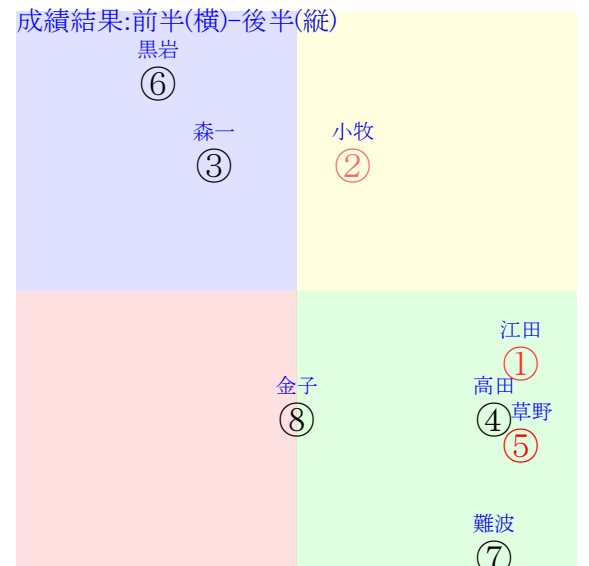 成績結果:前半(横)−後半(縦)
黒岩
⑥
森一
③
小牧
②
江田
①
高田
④
草野
⑤
金子
⑧
難波
⑦